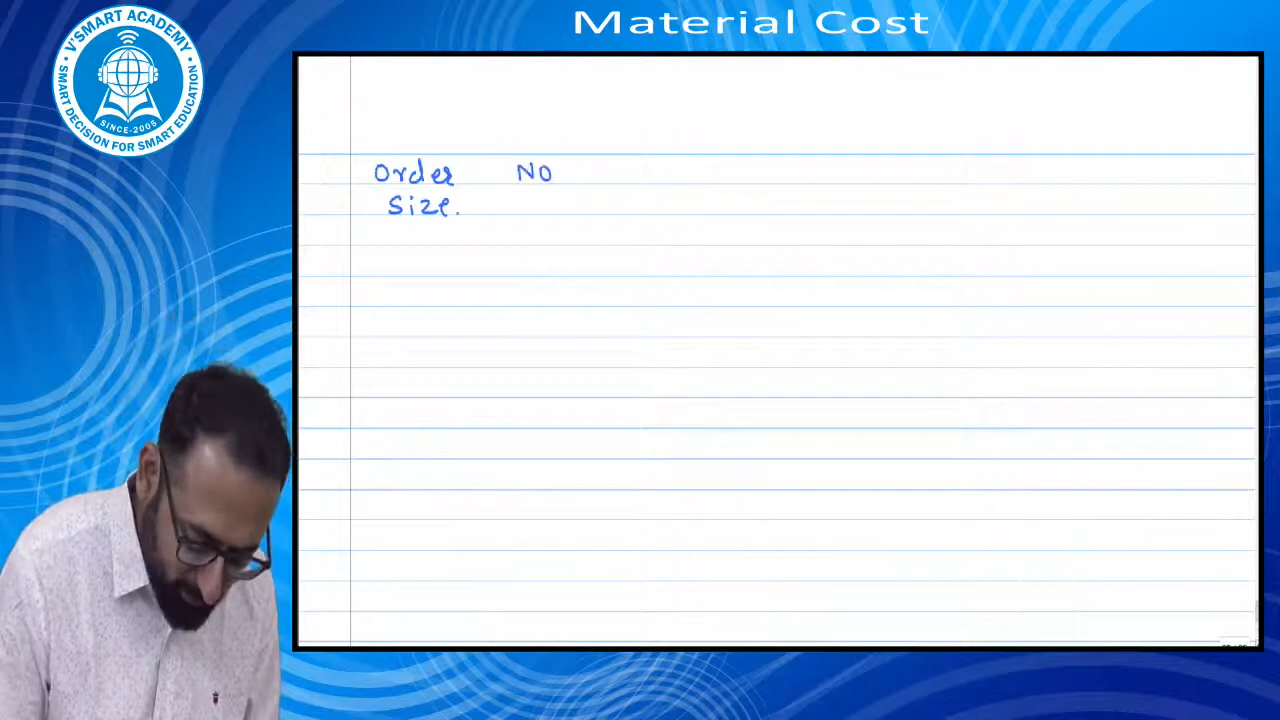 Material Cost
V'SMART ACADEMY
SINCE-2005
SMART DECISION FOR SMART EDUCATION
Order No
Size.